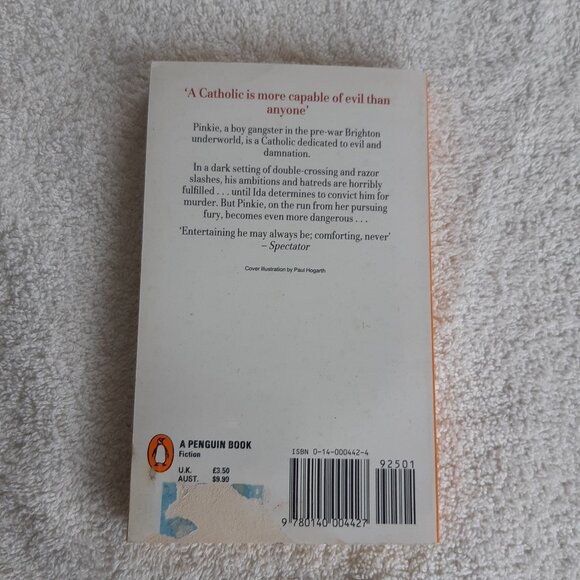 ‘A Catholic is more capable of evil than
anyone’
Pinkie, a boy gangster in the pre-war Brighton
underworld, is a Catholic dedicated to evil and
damnation.
In a dark setting of double-crossing and razor
slashes, his ambitions and hatreds are horribly
fulfilled . . . until Ida determines to convict him for
murder. But Pinkie, on the run from her pursuing
fury, becomes even more dangerous . . .
‘Entertaining he may always be; comforting, never’
– Spectator
Cover illustration by Paul Hogarth
A PENGUIN BOOK
Fiction
U.K. £3.50
AUST. $9.99
ISBN 0-14-000442-4
92501
9 780140 004427